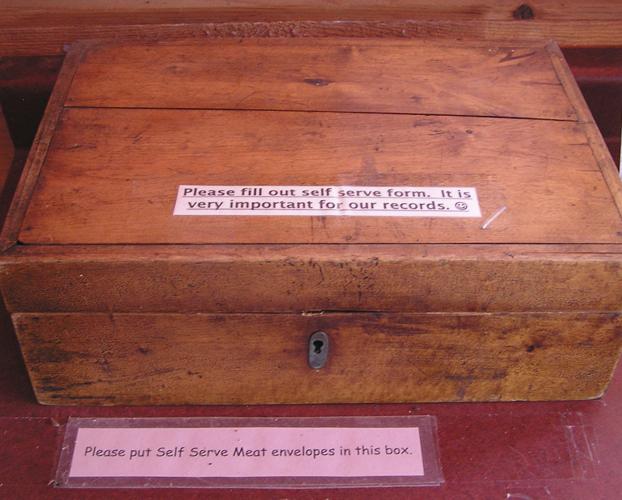 Please fill out self serve form. It is
very important for our records. ☺
Please put Self Serve Meat envelopes in this box.